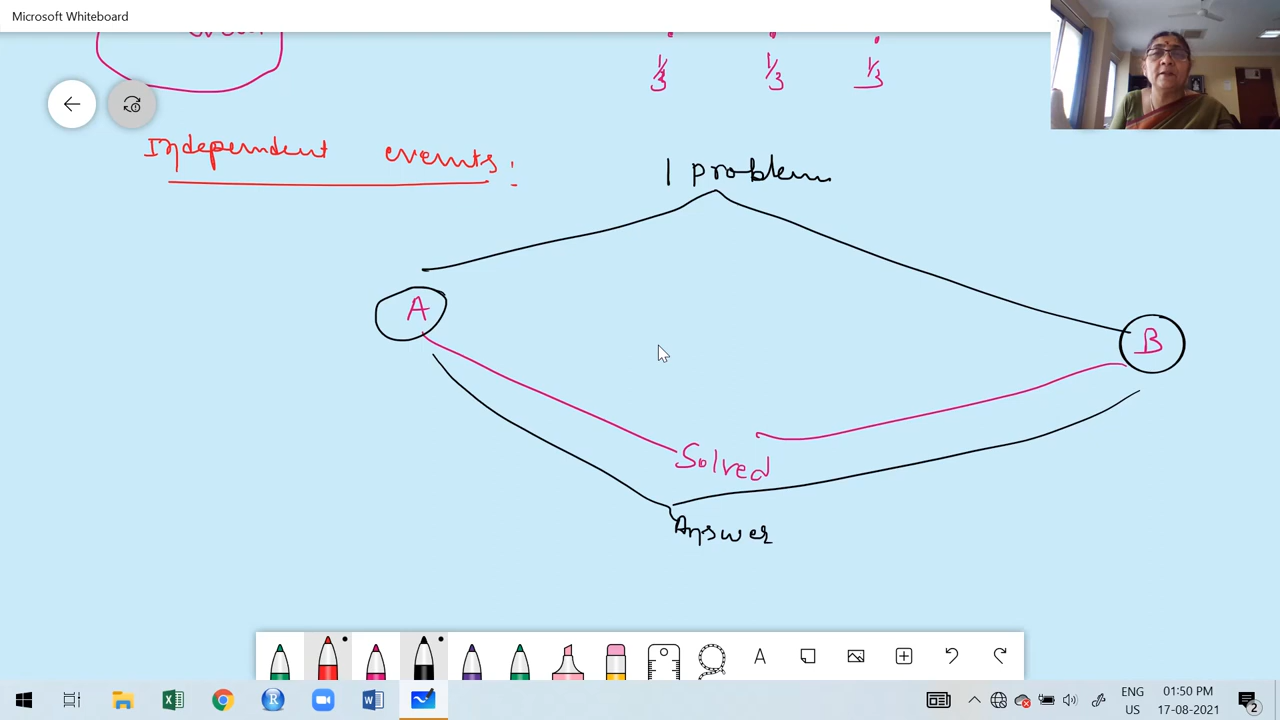 Microsoft Whiteboard
1/3 1/3 1/3
Independent events :
1 problem
A
B
Solved
Answer
A
ENG
US
01:50 PM
17-08-2021
2